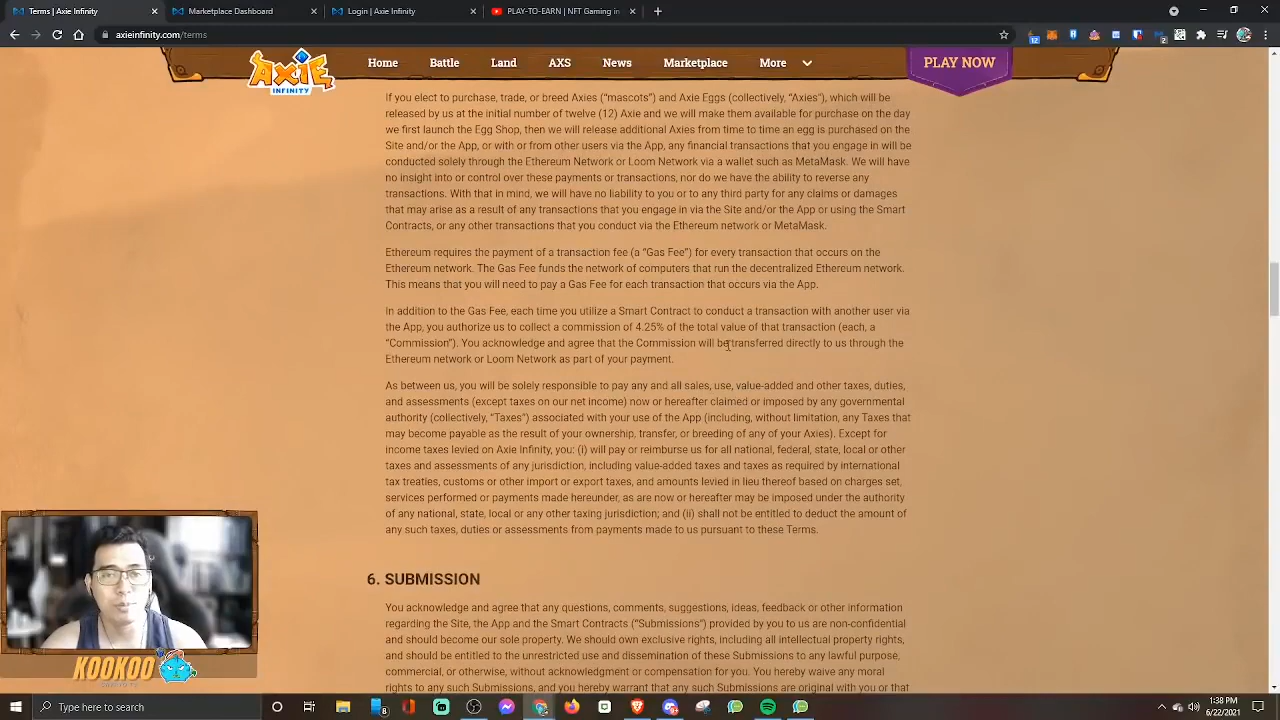 Terms | Axie Infinity
Marketplace Dashboard
Login | Axie Infinity
PLAY-TO-EARN | NFT Gaming in
axieinfinity.com/terms
AXIE
INFINITY
Home
Battle
Land
AXS
News
Marketplace
More
PLAY NOW
If you elect to purchase, trade, or breed Axies (“mascots”) and Axie Eggs (collectively, “Axies”), which will be
released by us at the initial number of twelve (12) Axie and we will make them available for purchase on the day
we first launch the Egg Shop, then we will release additional Axies from time to time an egg is purchased on the
Site and/or the App, or with or from other users via the App, any financial transactions that you engage in will be
conducted solely through the Ethereum Network or Loom Network via a wallet such as MetaMask. We will have
no insight into or control over these payments or transactions, nor do we have the ability to reverse any
transactions. With that in mind, we will have no liability to you or to any third party for any claims or damages
that may arise as a result of any transactions that you engage in via the Site and/or the App or using the Smart
Contracts, or any other transactions that you conduct via the Ethereum network or MetaMask.
Ethereum requires the payment of a transaction fee (a “Gas Fee”) for every transaction that occurs on the
Ethereum network. The Gas Fee funds the network of computers that run the decentralized Ethereum network.
This means that you will need to pay a Gas Fee for each transaction that occurs via the App.
In addition to the Gas Fee, each time you utilize a Smart Contract to conduct a transaction with another user via
the App, you authorize us to collect a commission of 4.25% of the total value of that transaction (each, a
“Commission”). You acknowledge and agree that the Commission will be transferred directly to us through the
Ethereum network or Loom Network as part of your payment.
As between us, you will be solely responsible to pay any and all sales, use, value-added and other taxes, duties,
and assessments (except taxes on our net income) now or hereafter claimed or imposed by any governmental
authority (collectively, “Taxes”) associated with your use of the App (including, without limitation, any Taxes that
may become payable as the result of your ownership, transfer, or breeding of any of your Axies). Except for
income taxes levied on Axie Infinity, you: (i) will pay or reimburse us for all national, federal, state, local or other
taxes and assessments of any jurisdiction, including value-added taxes and taxes as required by international
tax treaties, customs or other import or export taxes, and amounts levied in lieu thereof based on charges set,
services performed or payments made hereunder, as are now or hereafter may be imposed under the authority
of any national, state, local or any other taxing jurisdiction; and (ii) shall not be entitled to deduct the amount of
any such taxes, duties or assessments from payments made to us pursuant to these Terms.
6. SUBMISSION
You acknowledge and agree that any questions, comments, suggestions, ideas, feedback or other information
regarding the Site, the App and the Smart Contracts (“Submissions”) provided by you to us are non-confidential
and should become our sole property. We should own exclusive rights, including all intellectual property rights,
and should be entitled to the unrestricted use and dissemination of these Submissions to any lawful purpose,
commercial, or otherwise, without acknowledgment or compensation for you. You hereby waive any moral
rights to any such Submissions, and you hereby warrant that any such Submissions are original with you or that
KOOKOO
Type here to search
1:38 PM
6/22/2021